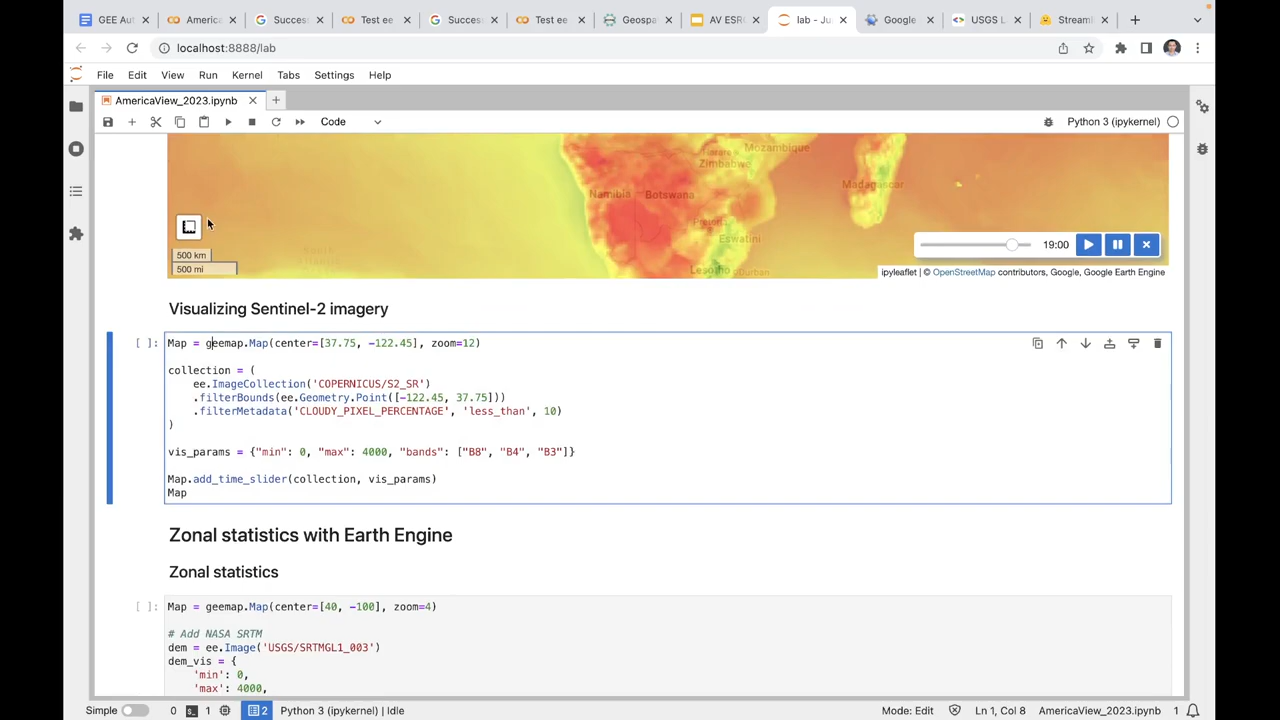 GEE Aut
America
Success
Test ee
Success
Test ee
Geospa
AV ESRO
lab - Ju
Google
USGS L
Streaml
localhost:8888/lab
File Edit View Run Kernel Tabs Settings Help
AmericaView_2023.ipynb
Code
Python 3 (ipykernel)
Mozambique
Zimbabwe
Namibia
Botswana
Madagascar
Pretoria
Eswatini
Lesotho
Durban
500 km
500 mi
19:00
ipyleaflet | © OpenStreetMap contributors, Google, Google Earth Engine
Visualizing Sentinel-2 imagery
[ ]:
Map = geemap.Map(center=[37.75, -122.45], zoom=12)
collection = (
ee.ImageCollection('COPERNICUS/S2_SR')
.filterBounds(ee.Geometry.Point([-122.45, 37.75]))
.filterMetadata('CLOUDY_PIXEL_PERCENTAGE', 'less_than', 10)
)
vis_params = {"min": 0, "max": 4000, "bands": ["B8", "B4", "B3"]}
Map.add_time_slider(collection, vis_params)
Map
Zonal statistics with Earth Engine
Zonal statistics
[ ]:
Map = geemap.Map(center=[40, -100], zoom=4)
# Add NASA SRTM
dem = ee.Image('USGS/SRTMGL1_003')
dem_vis = {
'min': 0,
'max': 4000,
Simple 0 1 2 Python 3 (ipykernel) | Idle Mode: Edit Ln 1, Col 8 AmericaView_2023.ipynb 1